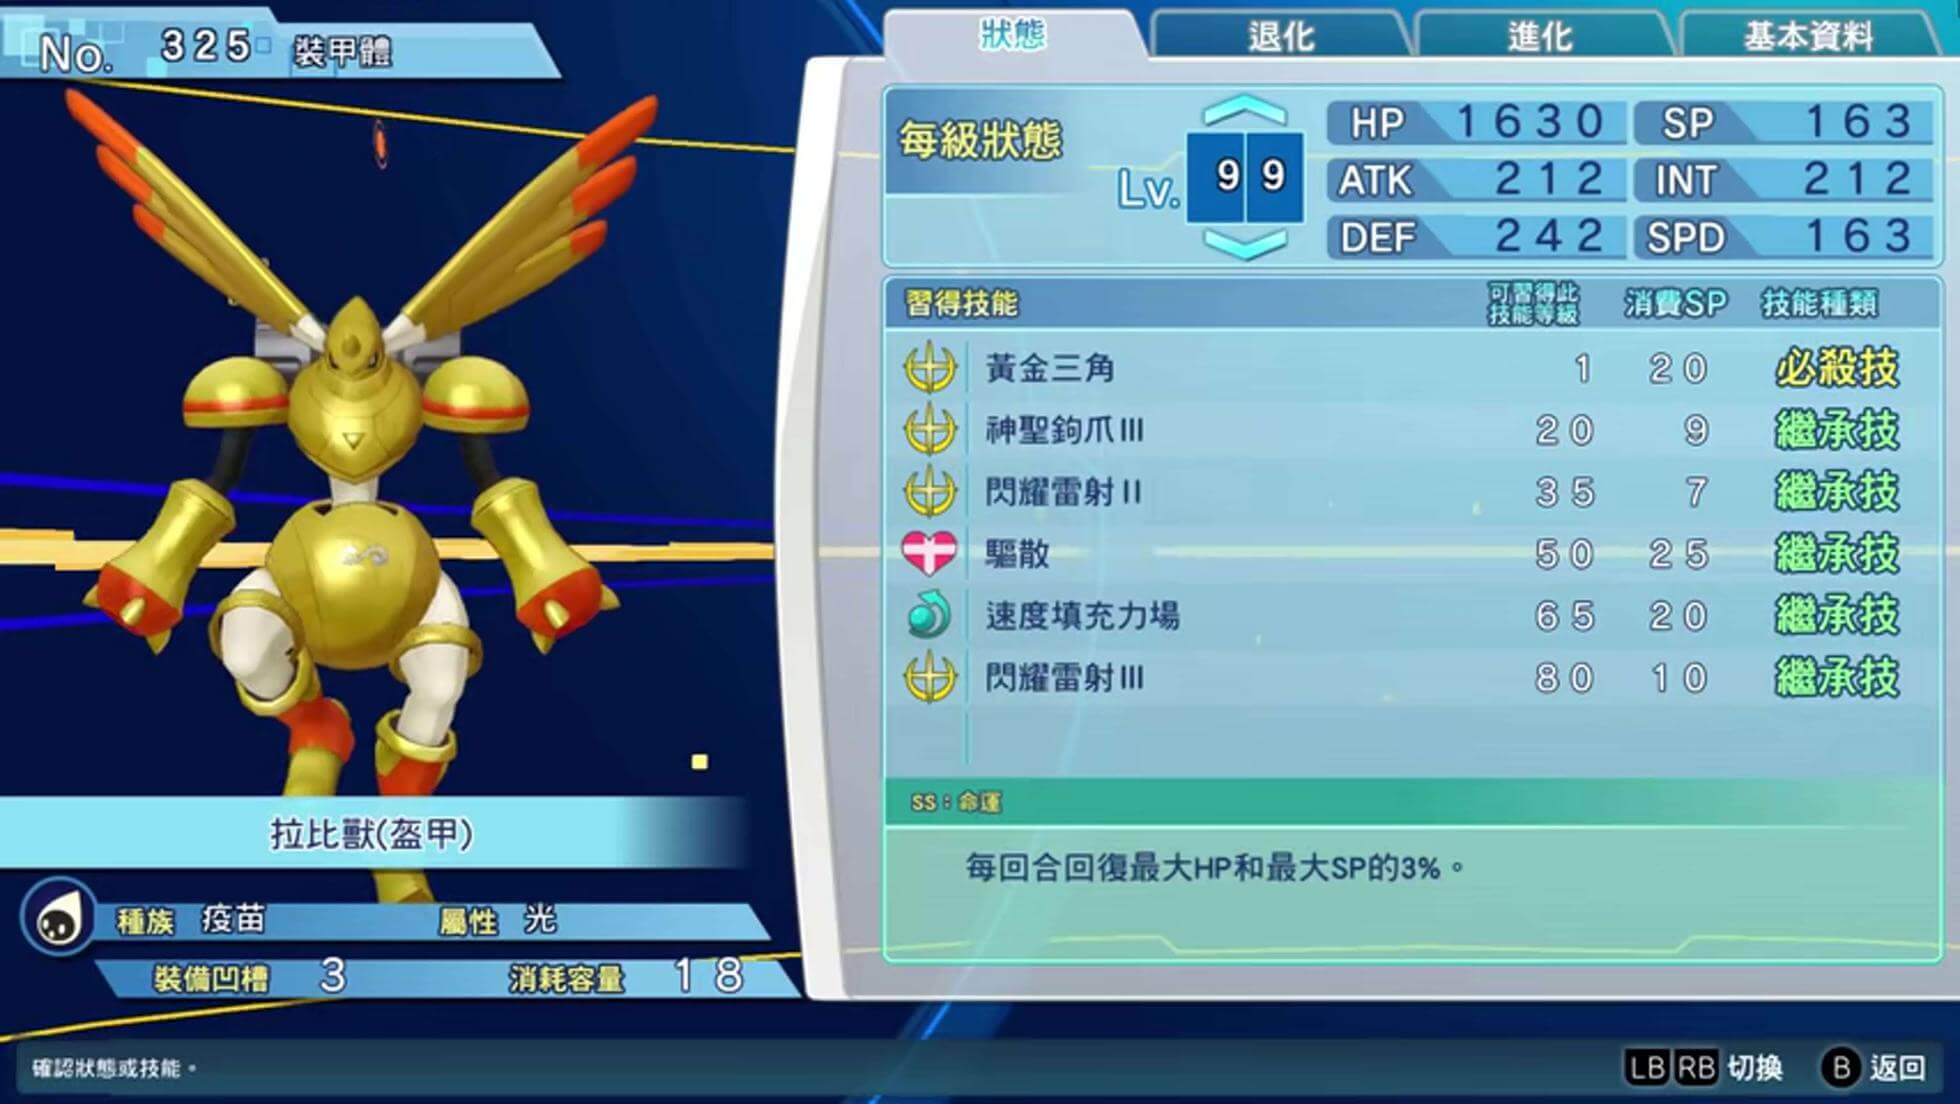 No. 325 裝甲體
狀態 退化 進化 基本資料
每級狀態
Lv. 99
HP 1630 SP 163
ATK 212 INT 212
DEF 242 SPD 163
習得技能 可習得此技能等級 消費SP 技能種類
黃金三角 1 20 必殺技
神聖鉤爪III 20 9 繼承技
閃耀雷射II 35 7 繼承技
驅散 50 25 繼承技
速度填充力場 65 20 繼承技
閃耀雷射III 80 10 繼承技
SS：命運
每回合回復最大HP和最大SP的3%。
拉比獸(盔甲)
種族 疫苗 屬性 光
裝備凹槽 3 消耗容量 18
確認狀態或技能。
LB RB 切換 B 返回